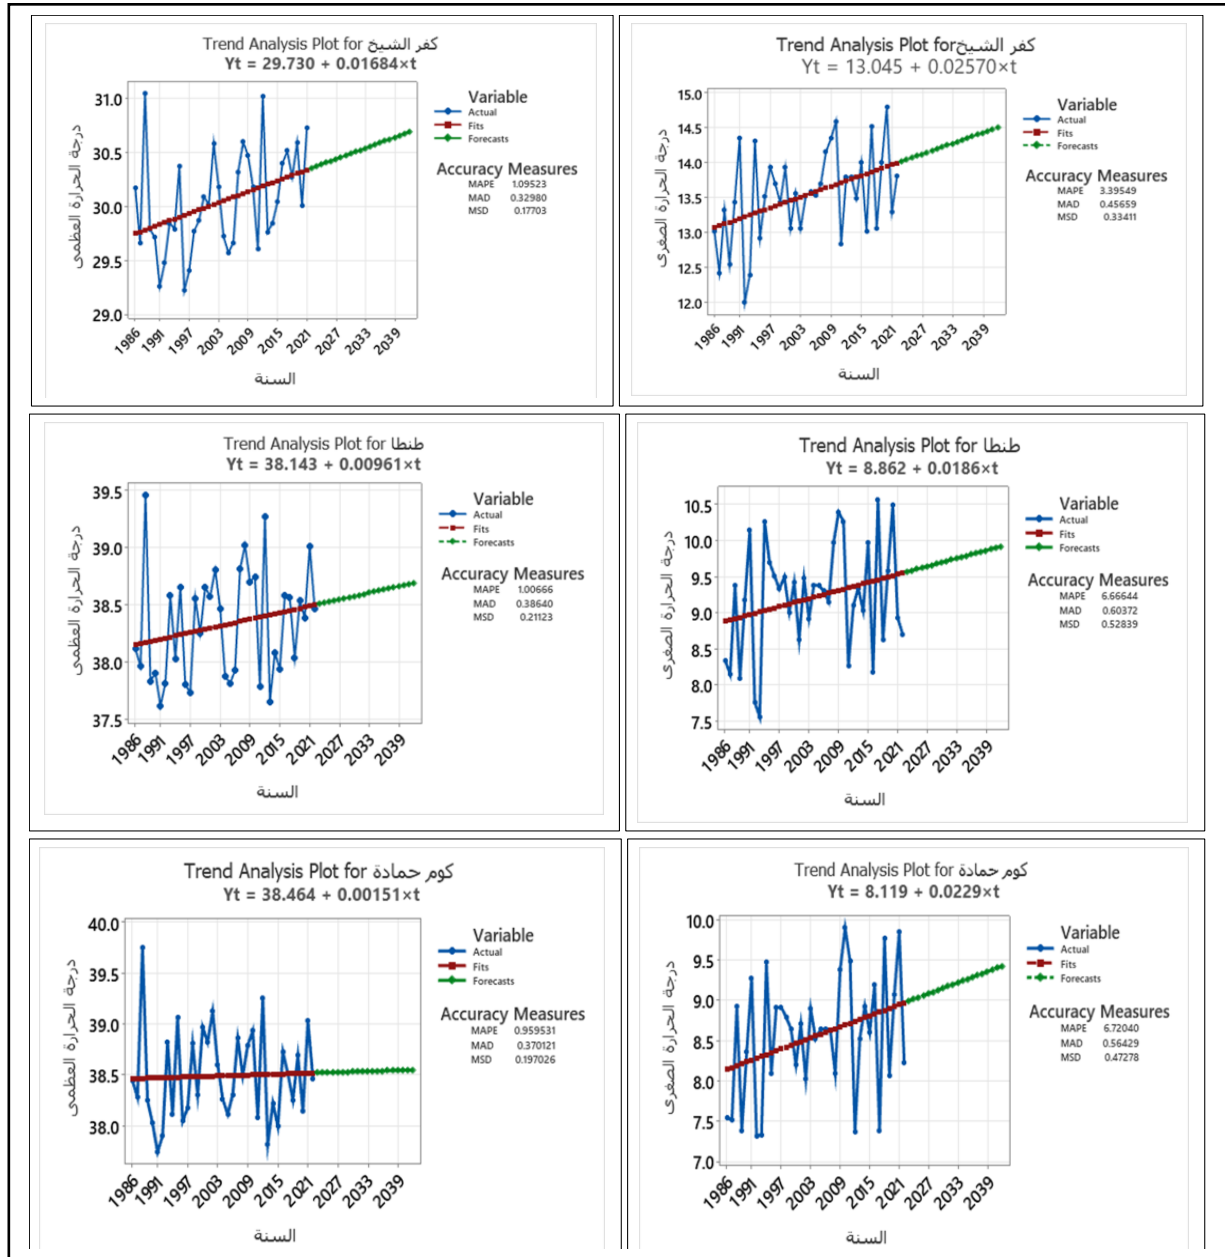 Trend Analysis Plot for كفر الشيخ
Yt = 29.730 + 0.01684×t
درجة الحرارة العظمى
31.0
30.5
30.0
29.5
29.0
1986
1991
1997
2003
2009
2015
2021
2027
2033
2039
السنة
Variable
Actual
Fits
Forecasts
Accuracy Measures
MAPE 1.09523
MAD 0.32980
MSD 0.17703
Trend Analysis Plot forكفر الشيخ
Yt = 13.045 + 0.02570×t
درجة الحرارة الصغرى
15.0
14.5
14.0
13.5
13.0
12.5
12.0
1986
1991
1997
2003
2009
2015
2021
2027
2033
2039
السنة
Variable
Actual
Fits
Forecasts
Accuracy Measures
MAPE 3.39549
MAD 0.45659
MSD 0.33411
Trend Analysis Plot for طنطا
Yt = 38.143 + 0.00961×t
درجة الحرارة العظمى
39.5
39.0
38.5
38.0
37.5
1986
1991
1997
2003
2009
2015
2021
2027
2033
2039
السنة
Variable
Actual
Fits
Forecasts
Accuracy Measures
MAPE 1.00666
MAD 0.38640
MSD 0.21123
Trend Analysis Plot for طنطا
Yt = 8.862 + 0.0186×t
درجة الحرارة الصغرى
10.5
10.0
9.5
9.0
8.5
8.0
7.5
1986
1991
1997
2003
2009
2015
2021
2027
2033
2039
السنة
Variable
Actual
Fits
Forecasts
Accuracy Measures
MAPE 6.66644
MAD 0.60372
MSD 0.52839
Trend Analysis Plot for كوم حمادة
Yt = 38.464 + 0.00151×t
درجة الحرارة العظمى
40.0
39.5
39.0
38.5
38.0
1986
1991
1997
2003
2009
2015
2021
2027
2033
2039
السنة
Variable
Actual
Fits
Forecasts
Accuracy Measures
MAPE 0.959531
MAD 0.370121
MSD 0.197026
Trend Analysis Plot for كوم حمادة
Yt = 8.119 + 0.0229×t
درجة الحرارة الصغرى
10.0
9.5
9.0
8.5
8.0
7.5
7.0
1986
1991
1997
2003
2009
2015
2021
2027
2033
2039
السنة
Variable
Actual
Fits
Forecasts
Accuracy Measures
MAPE 6.72040
MAD 0.56429
MSD 0.47278